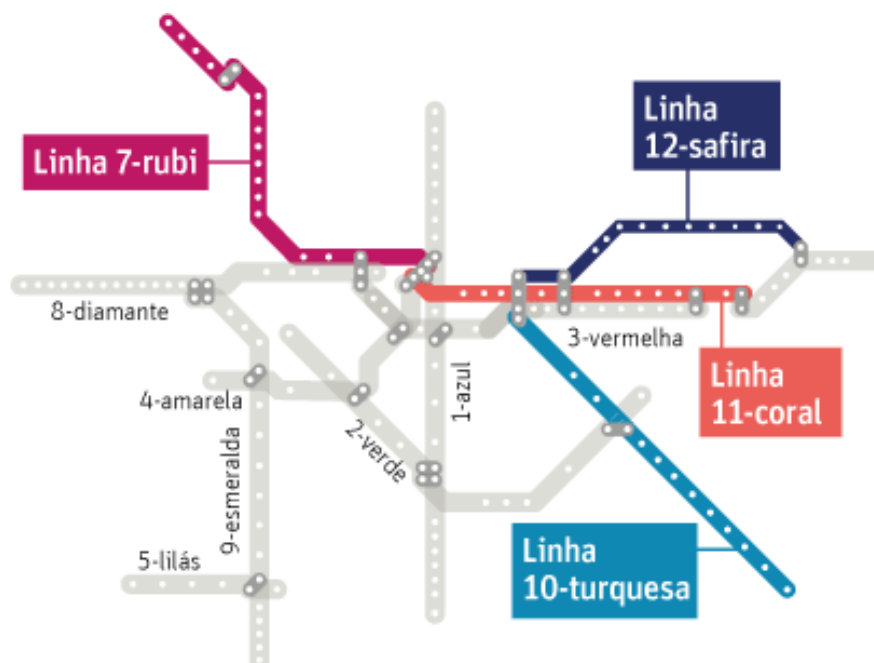 Linha
12-safira
Linha 7-rubi
8-diamante
3-vermelha
4-amarela
1-azul
Linha
11-coral
2-verde
9-esmeralda
5-lilás
Linha
10-turquesa